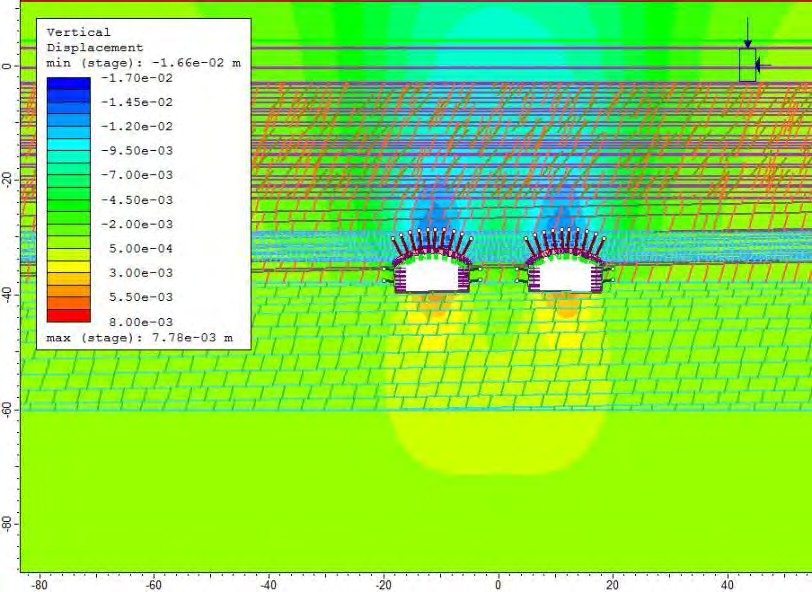 Vertical
Displacement
min (stage): -1.66e-02 m
-1.70e-02
-1.45e-02
-1.20e-02
-9.50e-03
-7.00e-03
-4.50e-03
-2.00e-03
5.00e-04
3.00e-03
5.50e-03
8.00e-03
max (stage): 7.78e-03 m
0
-20
-40
-60
-80
-80
-60
-40
-20
0
20
40